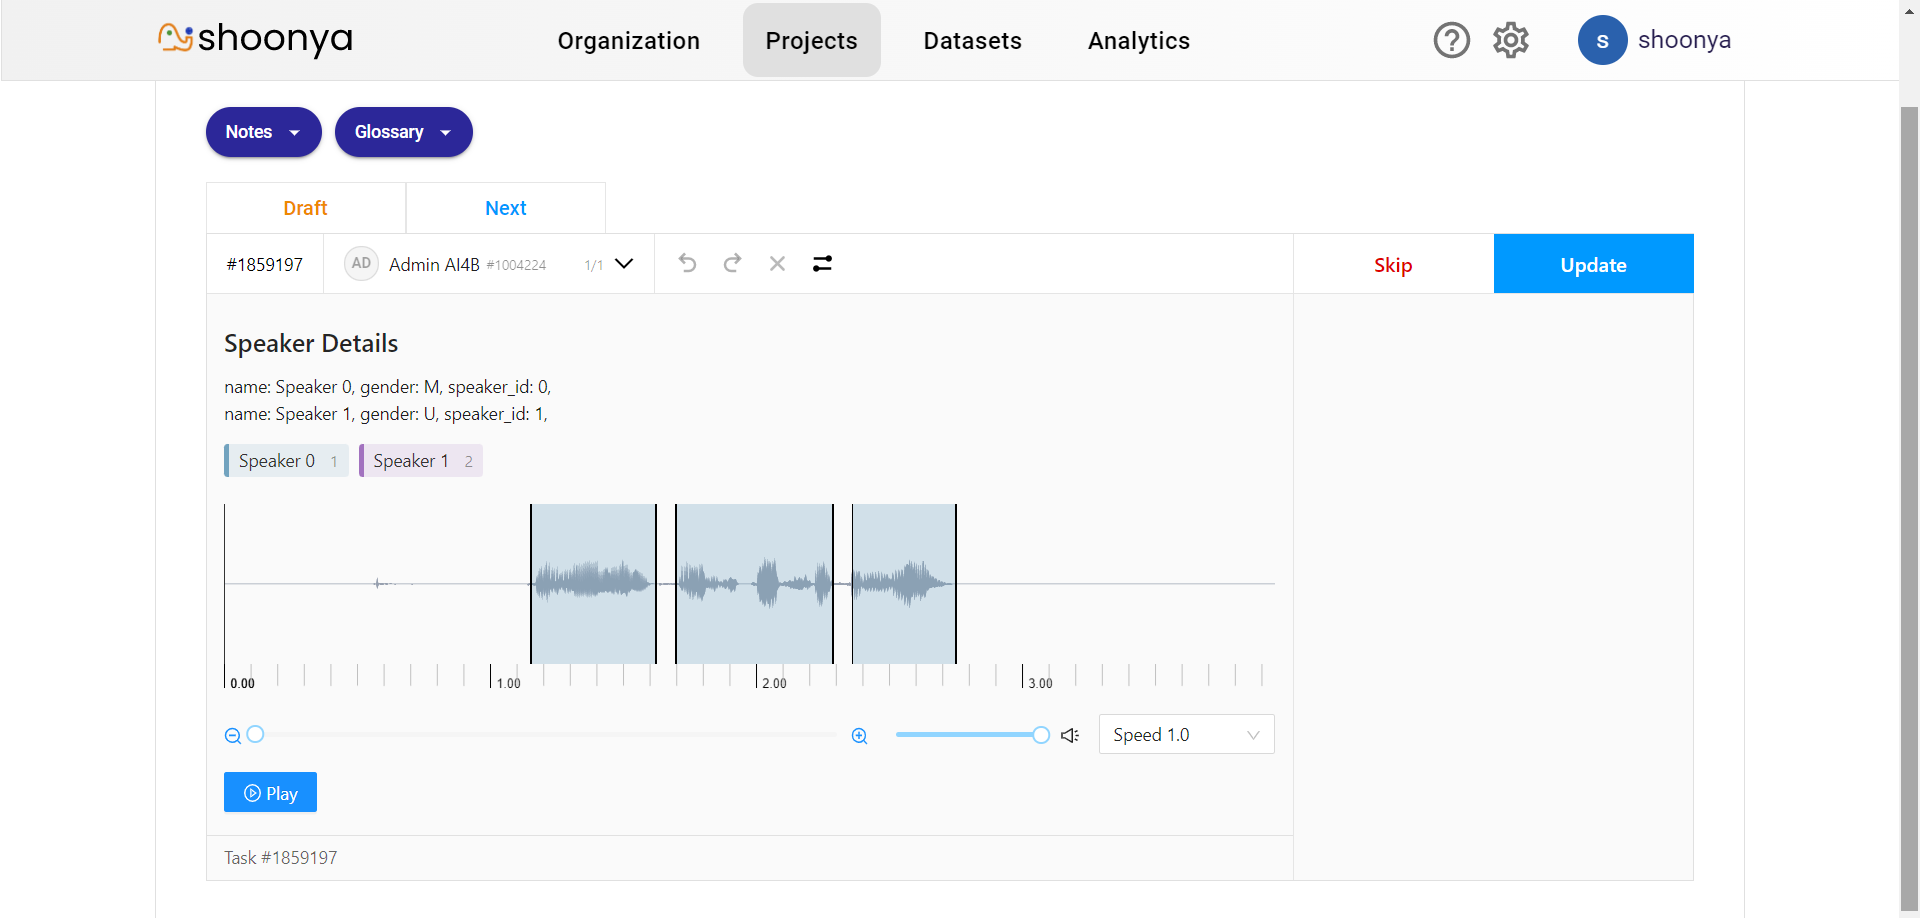 shoonya
Organization
Projects
Datasets
Analytics
s
shoonya
Notes
Glossary
Draft
Next
#1859197
AD
Admin AI4B #1004224
1/1
Skip
Update
Speaker Details
name: Speaker 0, gender: M, speaker_id: 0,
name: Speaker 1, gender: U, speaker_id: 1,
Speaker 0 1
Speaker 1 2
0.00
1.00
2.00
3.00
Speed 1.0
Play
Task #1859197